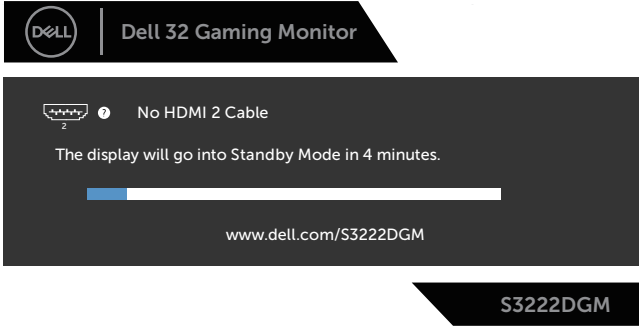 DELL
Dell 32 Gaming Monitor
2
? No HDMI 2 Cable
The display will go into Standby Mode in 4 minutes.
www.dell.com/S3222DGM
S3222DGM